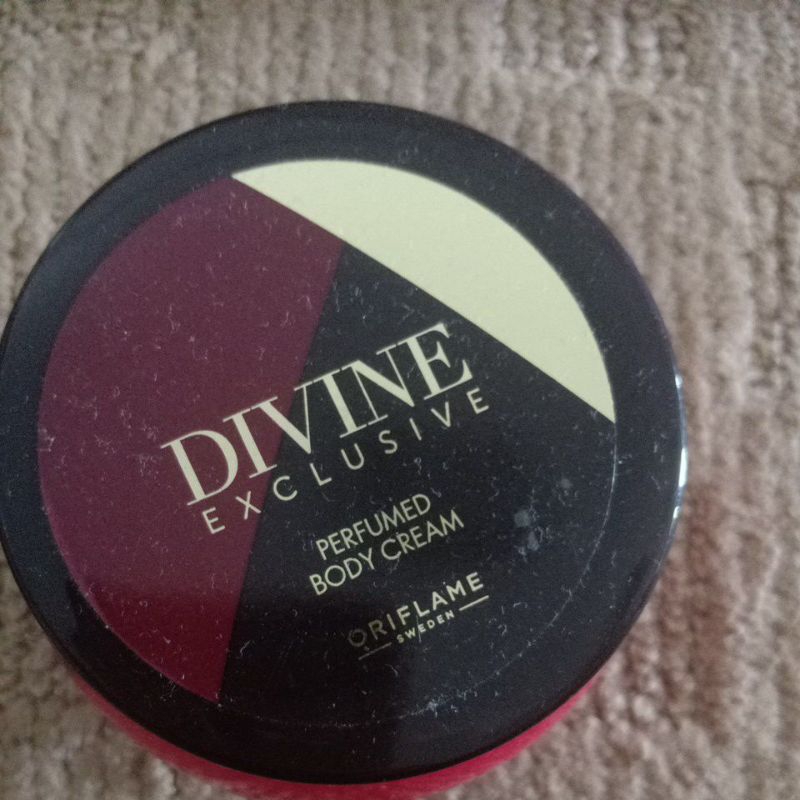 DIVINE
EXCLUSIVE
PERFUMED
BODY CREAM
ORIFLAME
SWEDEN